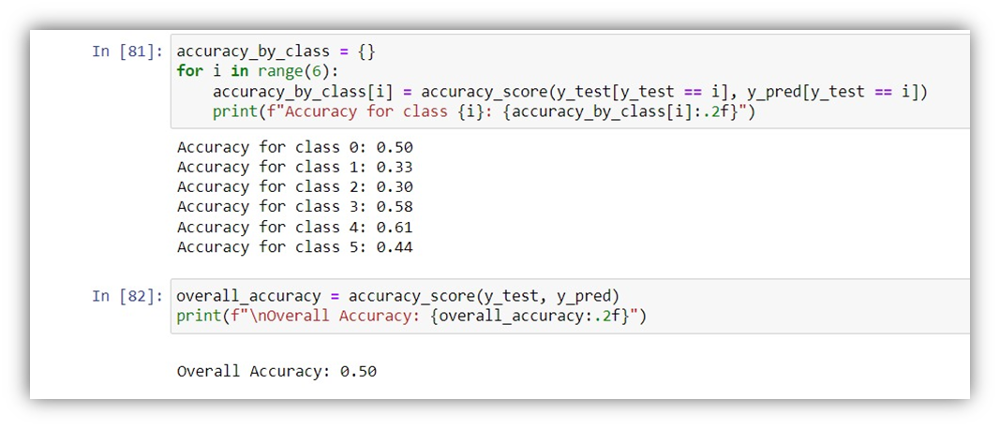 In [81]: accuracy_by_class = {}
for i in range(6):
    accuracy_by_class[i] = accuracy_score(y_test[y_test == i], y_pred[y_test == i])
    print(f"Accuracy for class {i}: {accuracy_by_class[i]:.2f}")
Accuracy for class 0: 0.50
Accuracy for class 1: 0.33
Accuracy for class 2: 0.30
Accuracy for class 3: 0.58
Accuracy for class 4: 0.61
Accuracy for class 5: 0.44
In [82]: overall_accuracy = accuracy_score(y_test, y_pred)
print(f"\nOverall Accuracy: {overall_accuracy:.2f}")
Overall Accuracy: 0.50